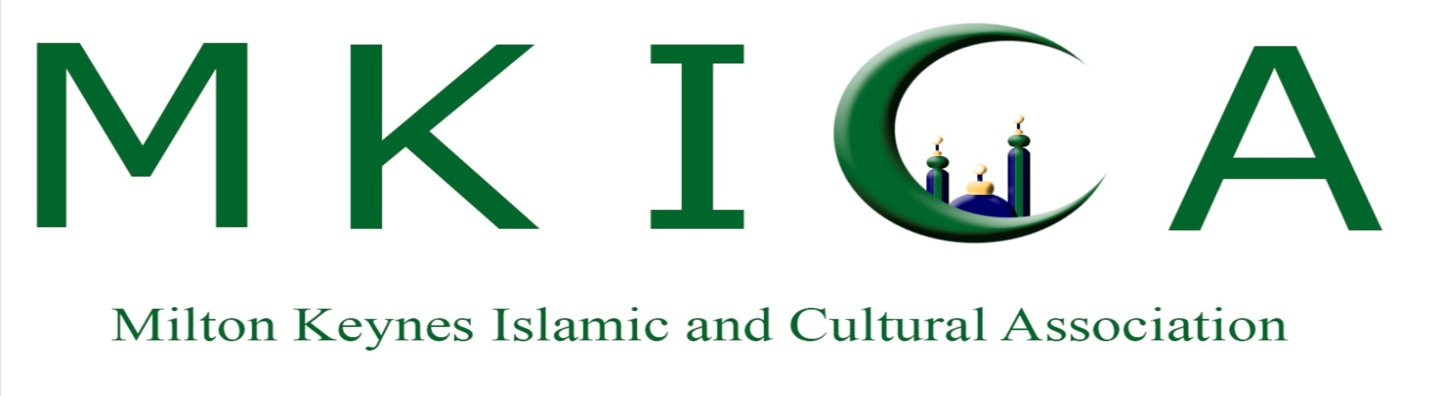 MKICA
Milton Keynes Islamic and Cultural Association